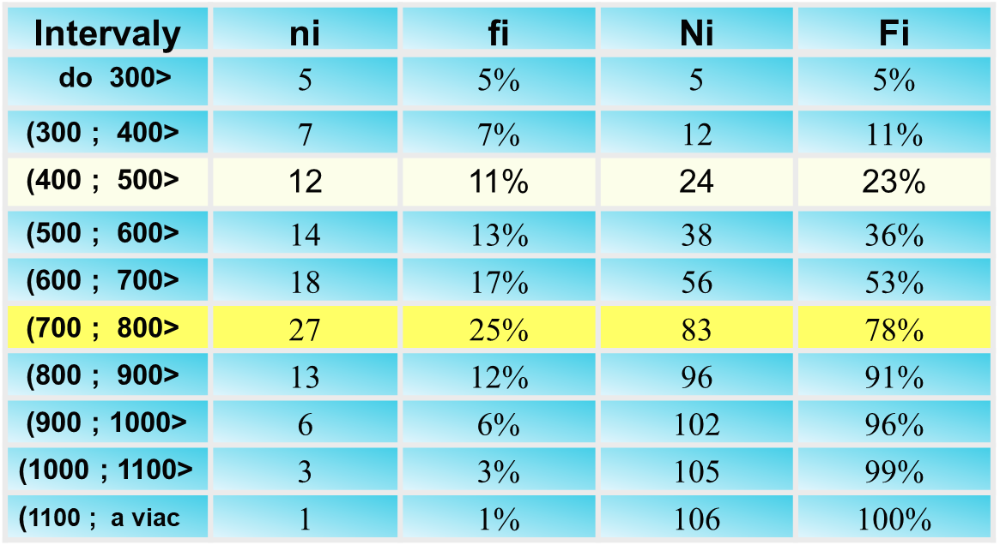 Intervaly ni fi Ni Fi
do 300> 5 5% 5 5%
(300 ; 400> 7 7% 12 11%
(400 ; 500> 12 11% 24 23%
(500 ; 600> 14 13% 38 36%
(600 ; 700> 18 17% 56 53%
(700 ; 800> 27 25% 83 78%
(800 ; 900> 13 12% 96 91%
(900 ; 1000> 6 6% 102 96%
(1000 ; 1100> 3 3% 105 99%
(1100 ; a viac 1 1% 106 100%